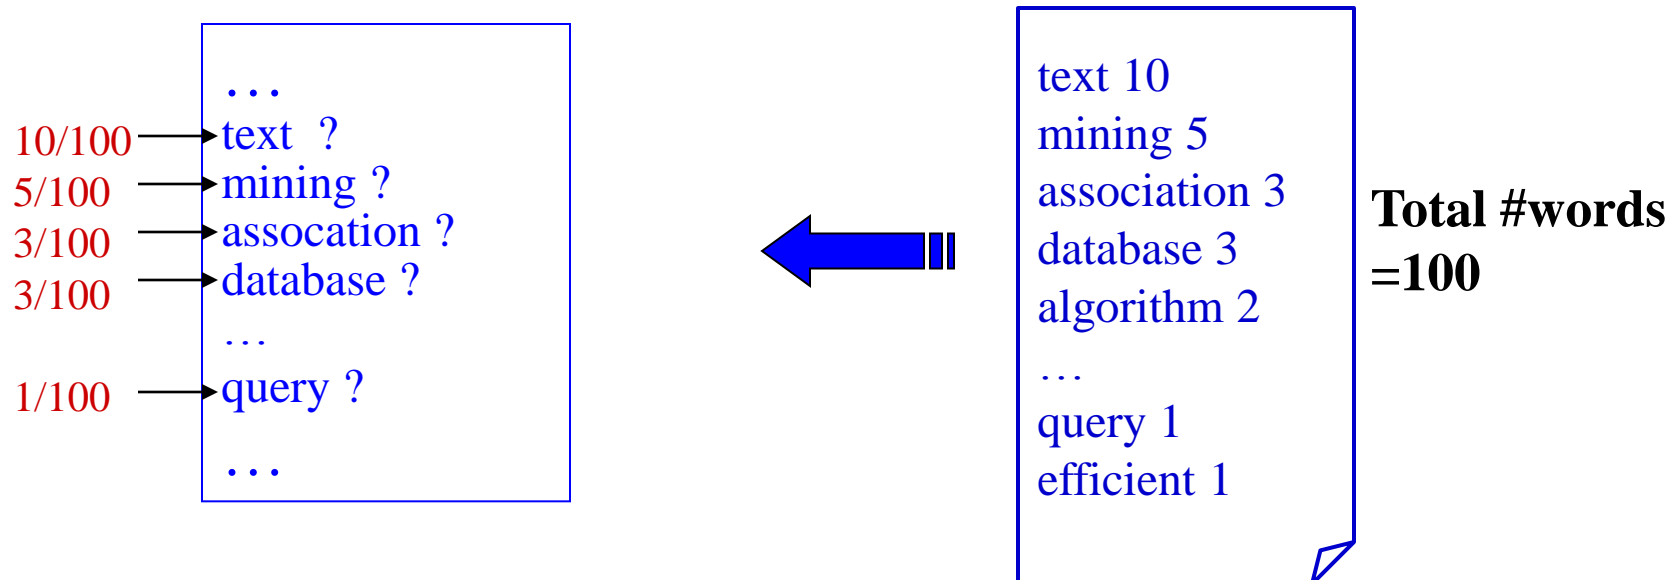 10/100
5/100
3/100
3/100
1/100
…
text ?
mining ?
assocation ?
database ?
…
query ?
…
text 10
mining 5
association 3
database 3
algorithm 2
…
query 1
efficient 1
Total #words
=100